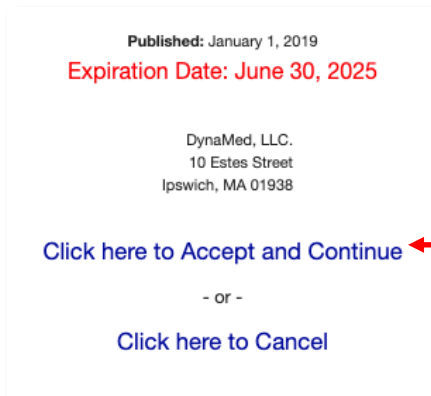 Published: January 1, 2019
Expiration Date: June 30, 2025
DynaMed, LLC.
10 Estes Street
Ipswich, MA 01938
Click here to Accept and Continue
- or -
Click here to Cancel